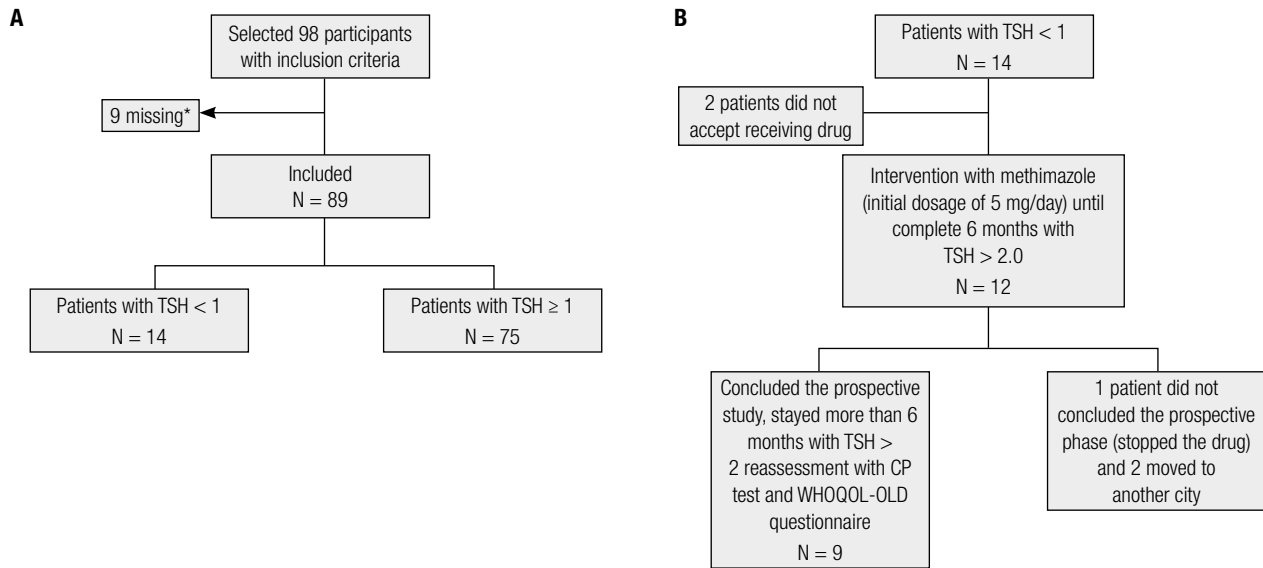 A
Selected 98 participants
with inclusion criteria
9 missing*
Included
N = 89
Patients with TSH < 1
N = 14
Patients with TSH ≥ 1
N = 75
B
Patients with TSH < 1
N = 14
2 patients did not
accept receiving drug
Intervention with methimazole
(initial dosage of 5 mg/day) until
complete 6 months with
TSH > 2.0
N = 12
Concluded the prospective
study, stayed more than 6
months with TSH >
2 reassessment with CP
test and WHOQOL-OLD
questionnaire
N = 9
1 patient did not
concluded the prospective
phase (stopped the drug)
and 2 moved to
another city